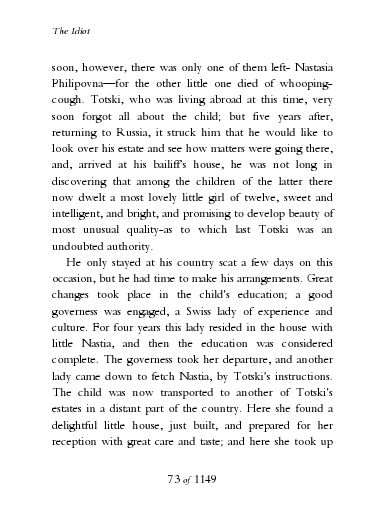 The Idiot
soon, however, there was only one of them left- Nastasia
Philipovna—for the other little one died of whooping-
cough. Totski, who was living abroad at this time, very
soon forgot all about the child; but five years after,
returning to Russia, it struck him that he would like to
look over his estate and see how matters were going there,
and, arrived at his bailiff's house, he was not long in
discovering that among the children of the latter there
now dwelt a most lovely little girl of twelve, sweet and
intelligent, and bright, and promising to develop beauty of
most unusual quality-as to which last Totski was an
undoubted authority.
He only stayed at his country scat a few days on this
occasion, but he had time to make his arrangements. Great
changes took place in the child's education; a good
governess was engaged, a Swiss lady of experience and
culture. For four years this lady resided in the house with
little Nastia, and then the education was considered
complete. The governess took her departure, and another
lady came down to fetch Nastia, by Totski's instructions.
The child was now transported to another of Totski's
estates in a distant part of the country. Here she found a
delightful little house, just built, and prepared for her
reception with great care and taste; and here she took up
73 of 1149